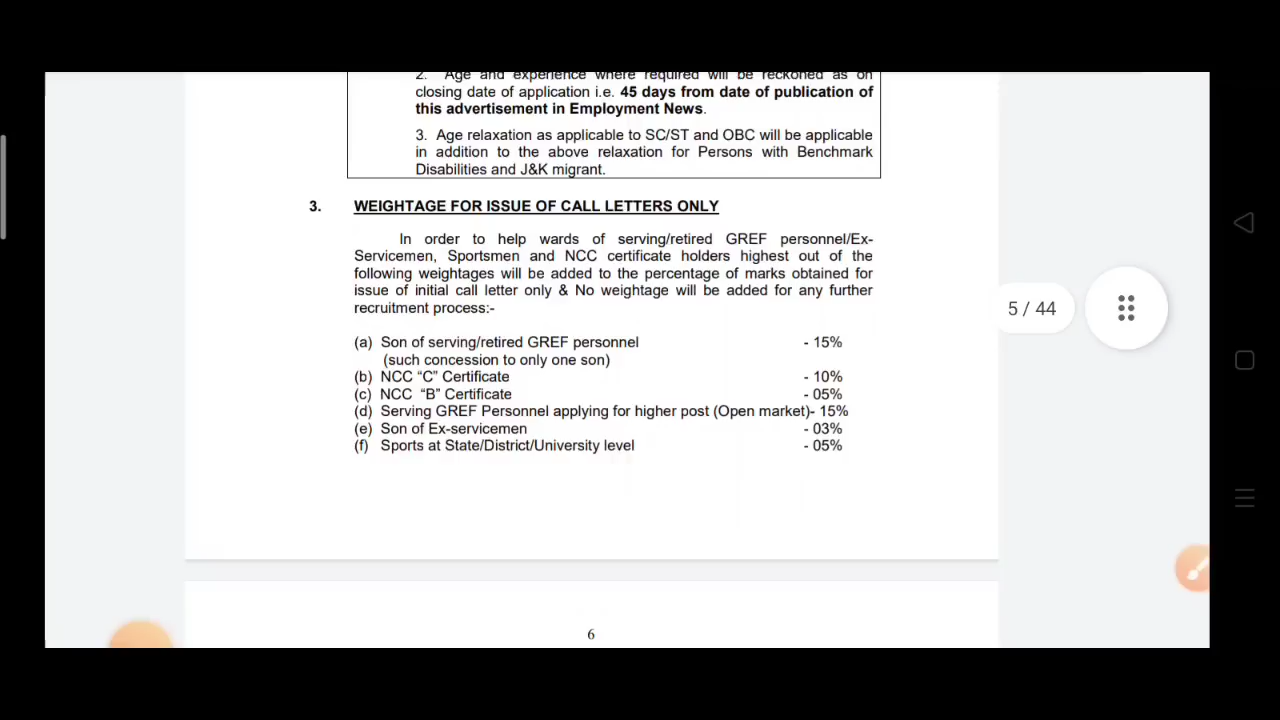 2. Age and experience where required will be reckoned as on
closing date of application i.e. 45 days from date of publication of
this advertisement in Employment News.
3. Age relaxation as applicable to SC/ST and OBC will be applicable
in addition to the above relaxation for Persons with Benchmark
Disabilities and J&K migrant.
3. WEIGHTAGE FOR ISSUE OF CALL LETTERS ONLY
In order to help wards of serving/retired GREF personnel/Ex-
Servicemen, Sportsmen and NCC certificate holders highest out of the
following weightages will be added to the percentage of marks obtained for
issue of initial call letter only & No weightage will be added for any further
recruitment process:-
(a) Son of serving/retired GREF personnel - 15%
(such concession to only one son)
(b) NCC “C” Certificate - 10%
(c) NCC “B” Certificate - 05%
(d) Serving GREF Personnel applying for higher post (Open market)- 15%
(e) Son of Ex-servicemen - 03%
(f) Sports at State/District/University level - 05%
5 / 44
6